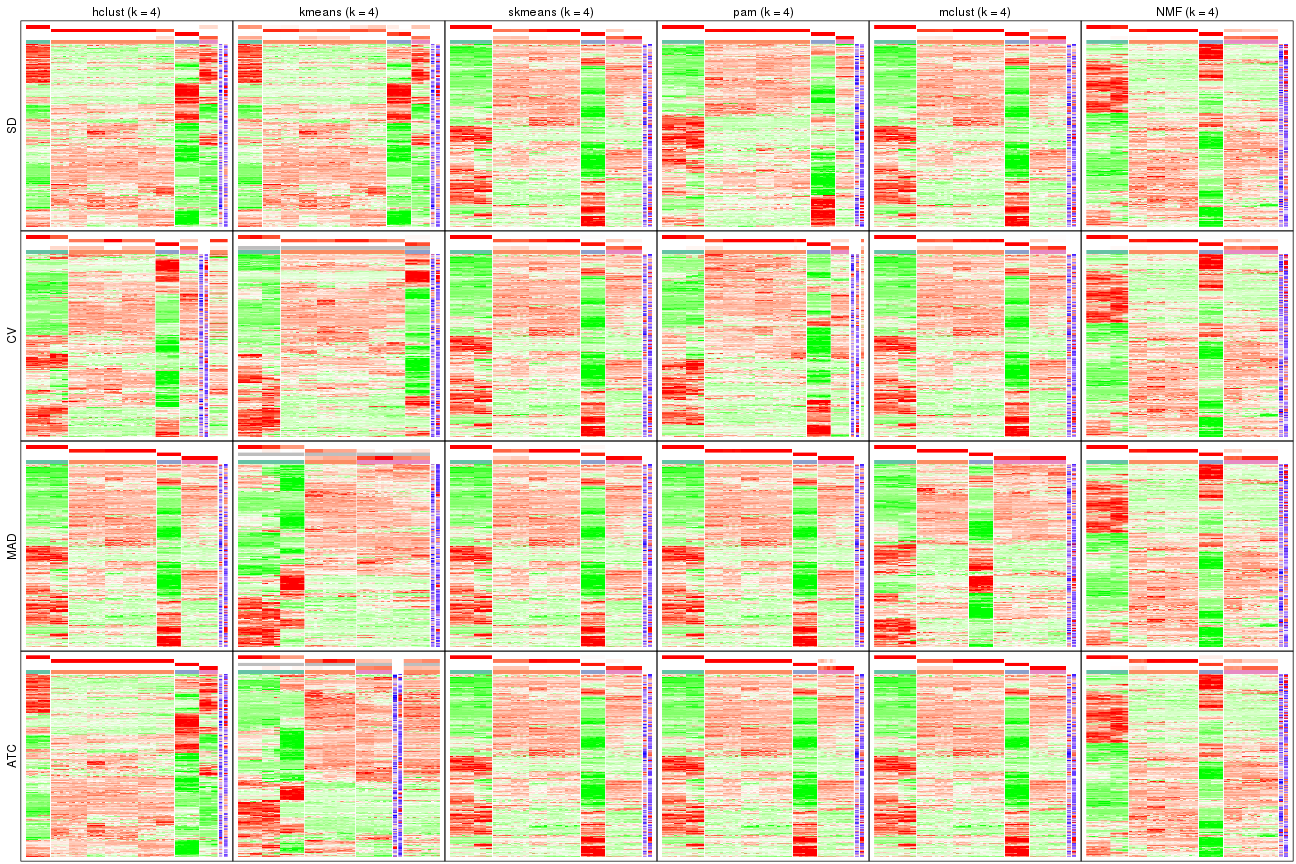 hclust (k = 4) kmeans (k = 4) skmeans (k = 4) pam (k = 4) mclust (k = 4) NMF (k = 4)
SD
CV
MAD
ATC